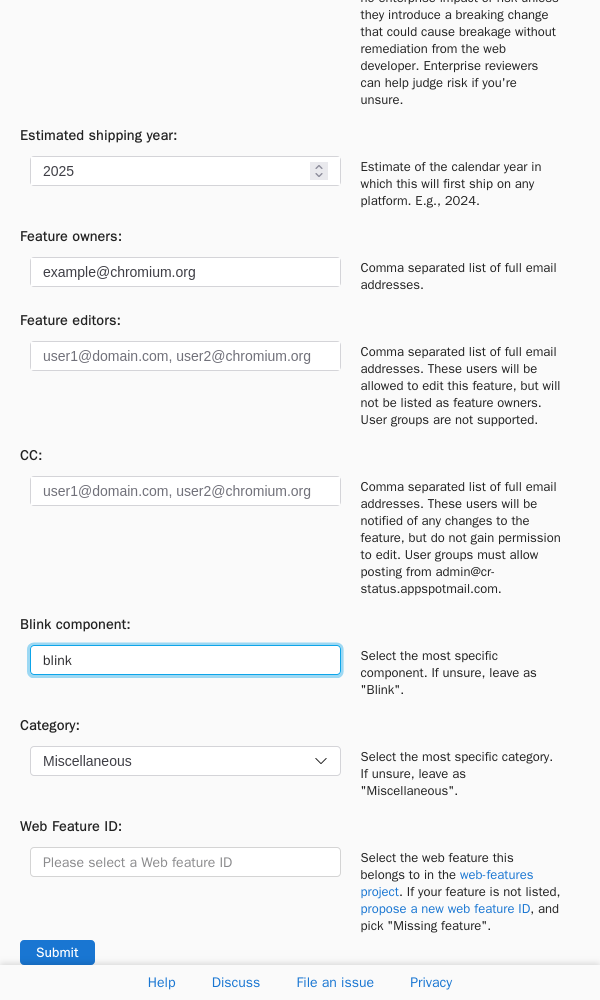 they introduce a breaking change
that could cause breakage without
remediation from the web
developer. Enterprise reviewers
can help judge risk if you're
unsure.
Estimated shipping year:
2025
Estimate of the calendar year in
which this will first ship on any
platform. E.g., 2024.
Feature owners:
example@chromium.org
Comma separated list of full email
addresses.
Feature editors:
user1@domain.com, user2@chromium.org
Comma separated list of full email
addresses. These users will be
allowed to edit this feature, but will
not be listed as feature owners.
User groups are not supported.
CC:
user1@domain.com, user2@chromium.org
Comma separated list of full email
addresses. These users will be
notified of any changes to the
feature, but do not gain permission
to edit. User groups must allow
posting from admin@cr-
status.appspotmail.com.
Blink component:
blink
Select the most specific
component. If unsure, leave as
"Blink".
Category:
Miscellaneous
Select the most specific category.
If unsure, leave as
"Miscellaneous".
Web Feature ID:
Please select a Web feature ID
Select the web feature this
belongs to in the web-features
project. If your feature is not listed,
propose a new web feature ID, and
pick "Missing feature".
Submit
Help Discuss File an issue Privacy